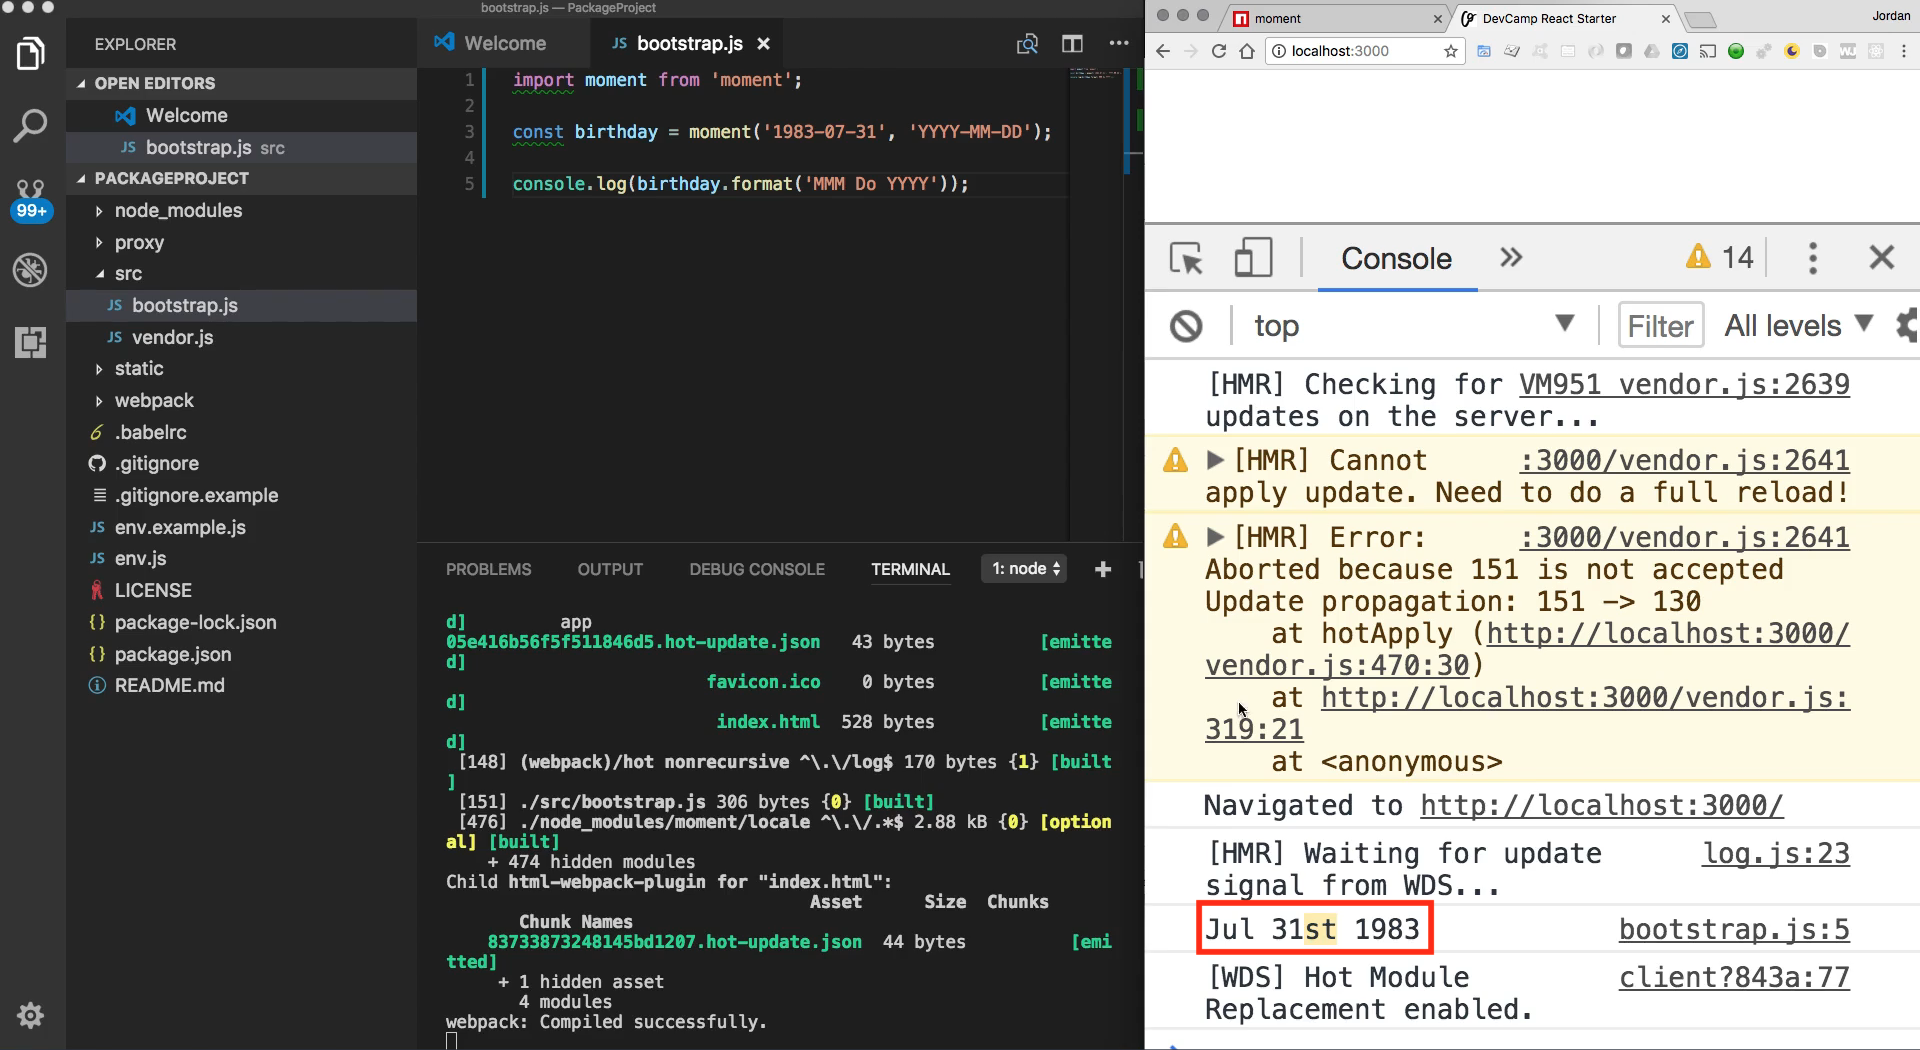 bootstrap.js — PackageProject
EXPLORER
OPEN EDITORS
Welcome
JS bootstrap.js src
99+
PACKAGEPROJECT
node_modules
proxy
src
JS bootstrap.js
JS vendor.js
static
webpack
.babelrc
.gitignore
.gitignore.example
JS env.example.js
JS env.js
LICENSE
{} package-lock.json
{} package.json
README.md
Welcome
JS bootstrap.js
1 import moment from 'moment';
2
3 const birthday = moment('1983-07-31', 'YYYY-MM-DD');
4
5 console.log(birthday.format('MMM Do YYYY'));
PROBLEMS OUTPUT DEBUG CONSOLE TERMINAL 1: node
d] app
05e416b56f5f511846d5.hot-update.json 43 bytes [emitte
d]
favicon.ico 0 bytes [emitte
d]
index.html 528 bytes [emitte
d]
[148] (webpack)/hot nonrecursive ^\.\/log$ 170 bytes {1} [built
]
[151] ./src/bootstrap.js 306 bytes {0} [built]
[476] ./node_modules/moment/locale ^\.\/.*$ 2.88 kB {0} [option
al] [built]
+ 474 hidden modules
Child html-webpack-plugin for "index.html":
Asset Size Chunks
Chunk Names
83733873248145bd1207.hot-update.json 44 bytes [emi
tted]
+ 1 hidden asset
4 modules
webpack: Compiled successfully.
moment
DevCamp React Starter
Jordan
localhost:3000
Console
14
top
Filter
All levels
[HMR] Checking for VM951 vendor.js:2639
updates on the server...
[HMR] Cannot :3000/vendor.js:2641
apply update. Need to do a full reload!
[HMR] Error: :3000/vendor.js:2641
Aborted because 151 is not accepted
Update propagation: 151 -> 130
at hotApply (http://localhost:3000/
vendor.js:470:30)
at http://localhost:3000/vendor.js:
319:21
at <anonymous>
Navigated to http://localhost:3000/
[HMR] Waiting for update log.js:23
signal from WDS...
Jul 31st 1983 bootstrap.js:5
[WDS] Hot Module client?843a:77
Replacement enabled.